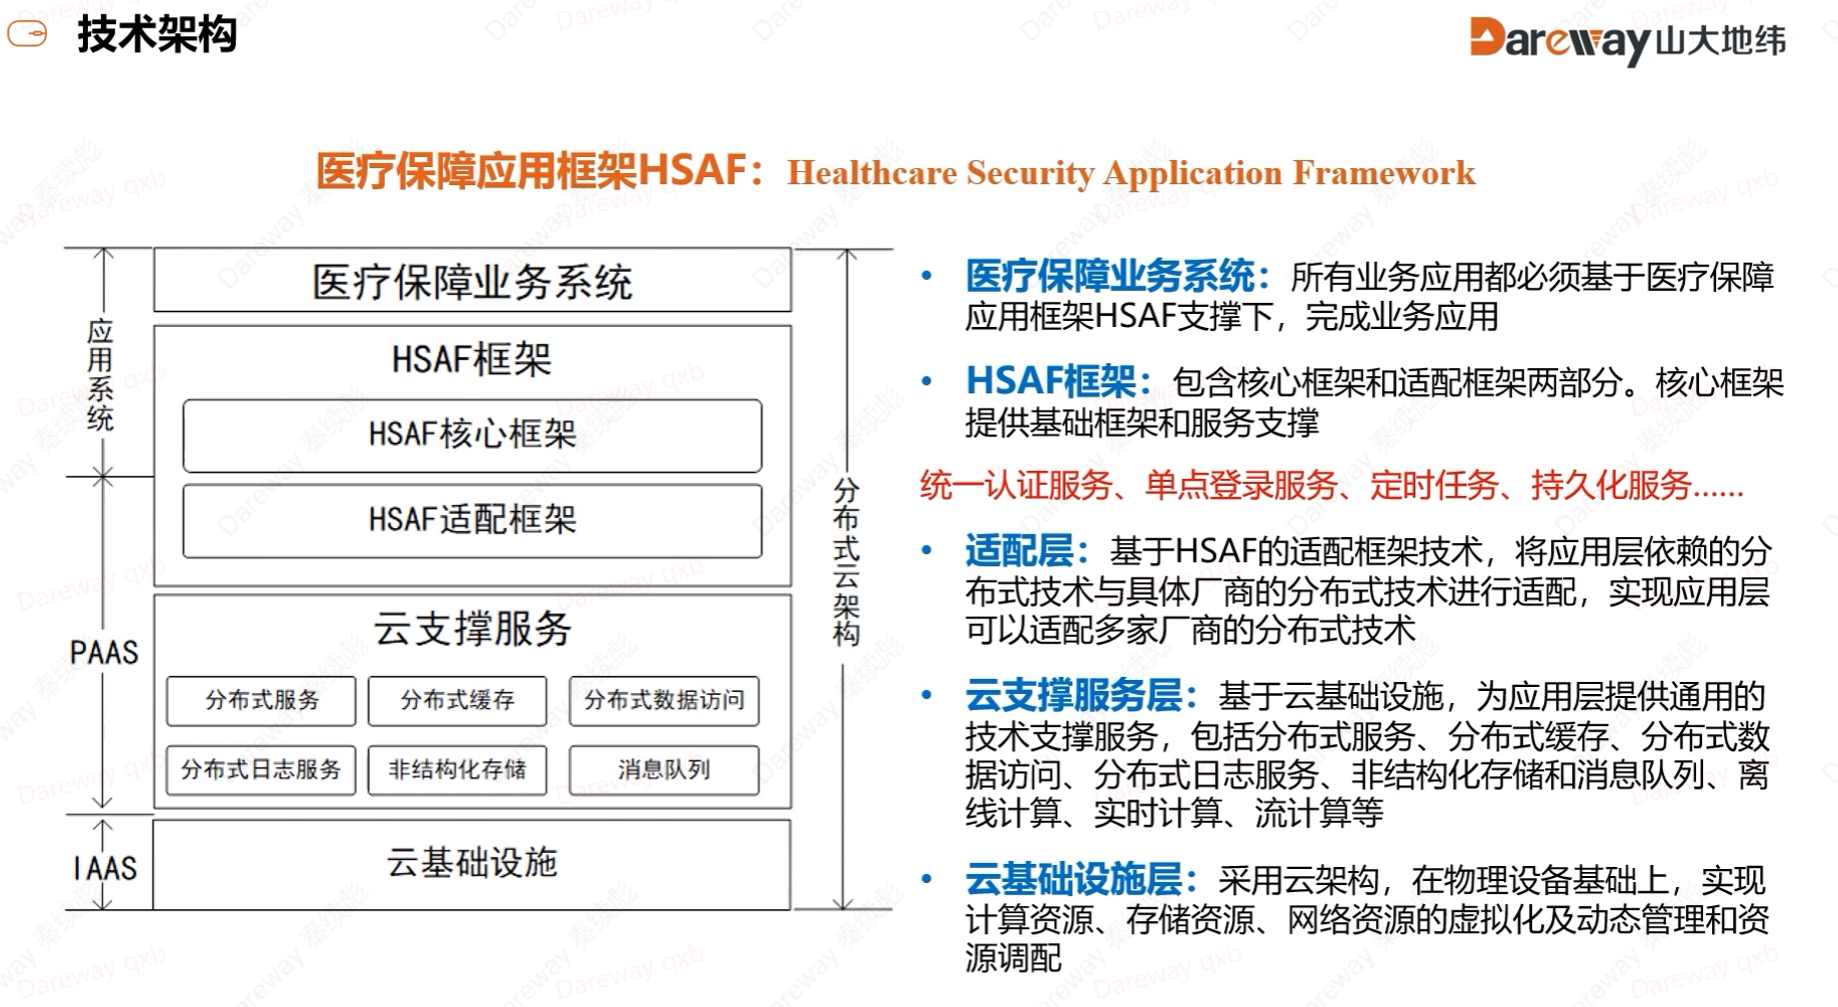 技术架构
Dareway山大地纬
医疗保障应用框架HSAF：Healthcare Security Application Framework
医疗保障业务系统
HSAF框架
HSAF核心框架
HSAF适配框架
云支撑服务
分布式服务
分布式缓存
分布式数据访问
分布式日志服务
非结构化存储
消息队列
云基础设施
应用系统
PAAS
IAAS
分布式云架构
• 医疗保障业务系统：所有业务应用都必须基于医疗保障
应用框架HSAF支撑下，完成业务应用
• HSAF框架：包含核心框架和适配框架两部分。核心框架
提供基础框架和服务支撑
统一认证服务、单点登录服务、定时任务、持久化服务......
• 适配层：基于HSAF的适配框架技术，将应用层依赖的分
布式技术与具体厂商的分布式技术进行适配，实现应用层
可以适配多家厂商的分布式技术
• 云支撑服务层：基于云基础设施，为应用层提供通用的
技术支撑服务，包括分布式服务、分布式缓存、分布式数
据访问、分布式日志服务、非结构化存储和消息队列、离
线计算、实时计算、流计算等
• 云基础设施层：采用云架构，在物理设备基础上，实现
计算资源、存储资源、网络资源的虚拟化及动态管理和资
源调配
Dareway 秦续彪
Dareway qxb